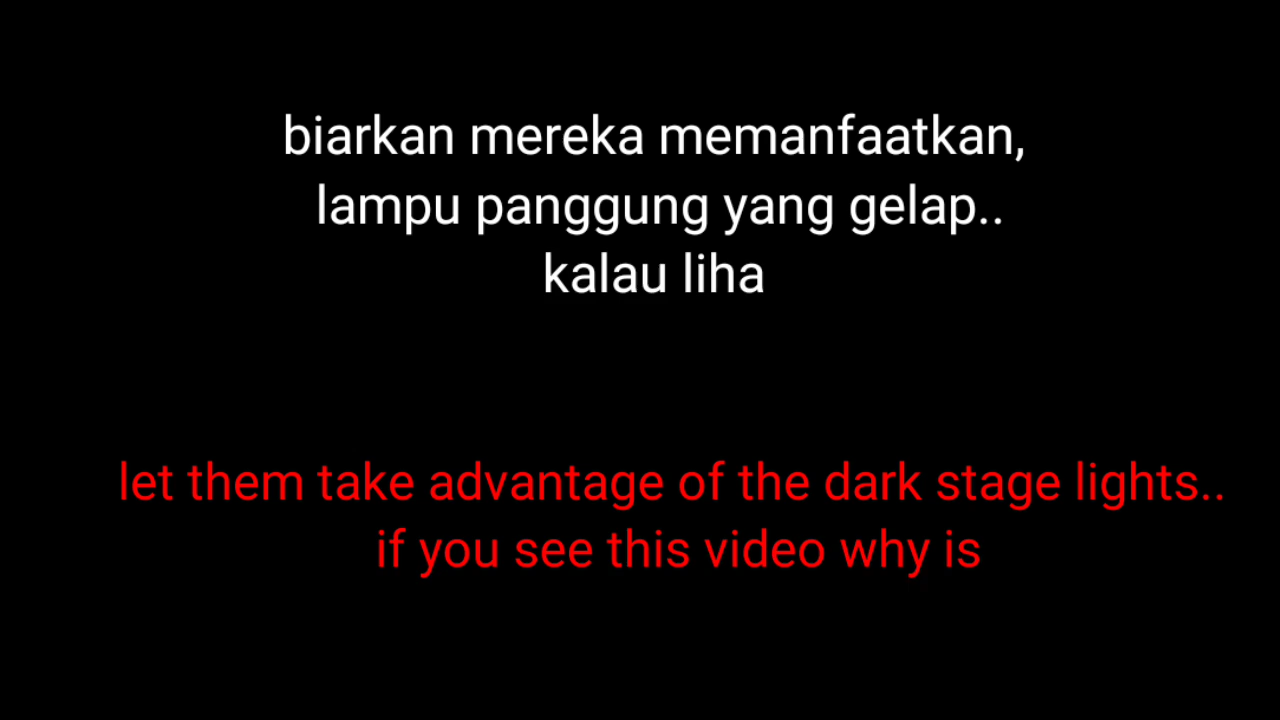 biarkan mereka memanfaatkan,
lampu panggung yang gelap..
kalau liha
let them take advantage of the dark stage lights..
if you see this video why is